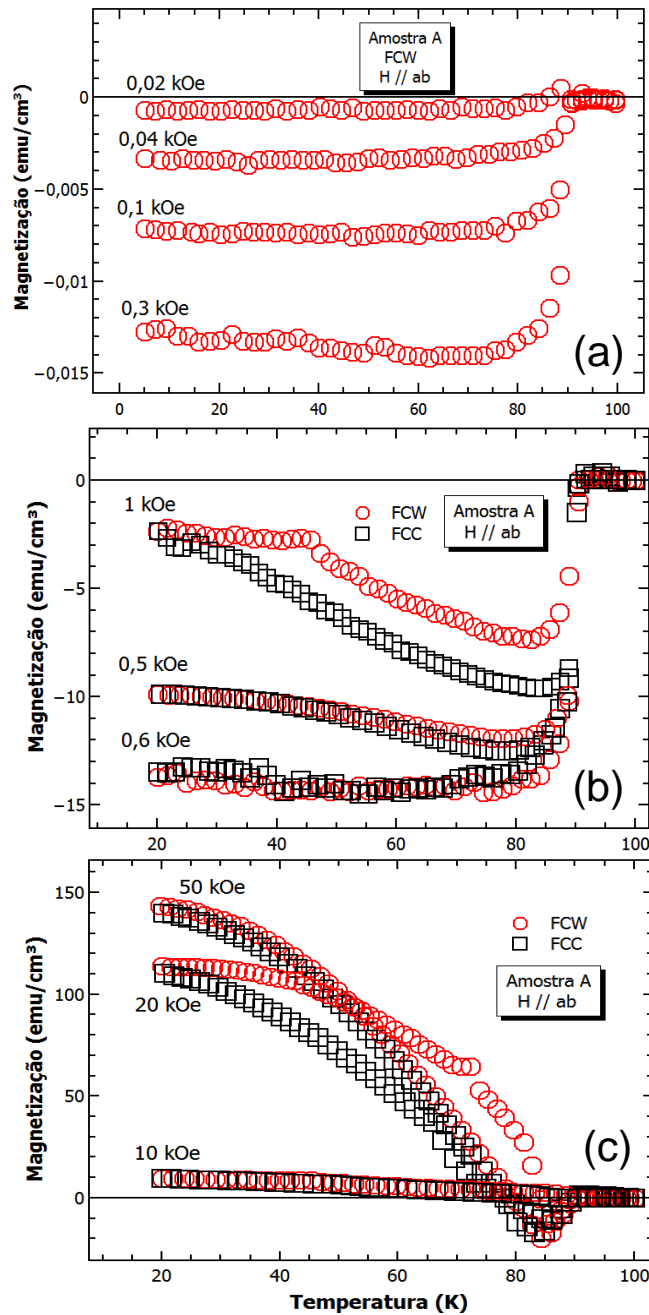 Amostra A
FCW
H // ab
0,02 kOe
0,04 kOe
0,1 kOe
0,3 kOe
(a)
Magnetização (emu/cm³)
0
−0,005
−0,01
−0,015
0 20 40 60 80 100
1 kOe
FCW
FCC
Amostra A
H // ab
0,5 kOe
0,6 kOe
(b)
Magnetização (emu/cm³)
0
−5
−10
−15
20 40 60 80 100
50 kOe
FCW
FCC
Amostra A
H // ab
20 kOe
10 kOe
(c)
Magnetização (emu/cm³)
150
100
50
0
20 40 60 80 100
Temperatura (K)